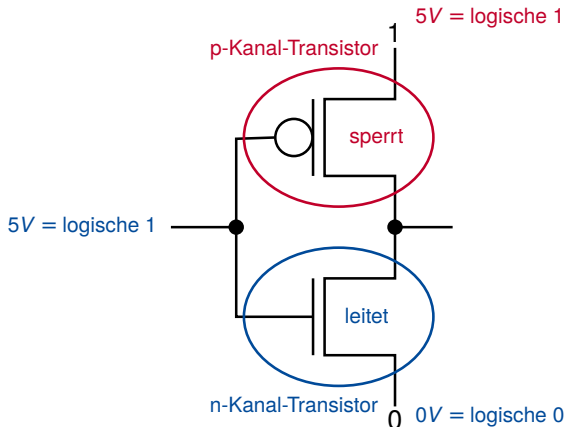 5V = logische 1
1
p-Kanal-Transistor
sperrt
5V = logische 1
leitet
n-Kanal-Transistor
0
0V = logische 0